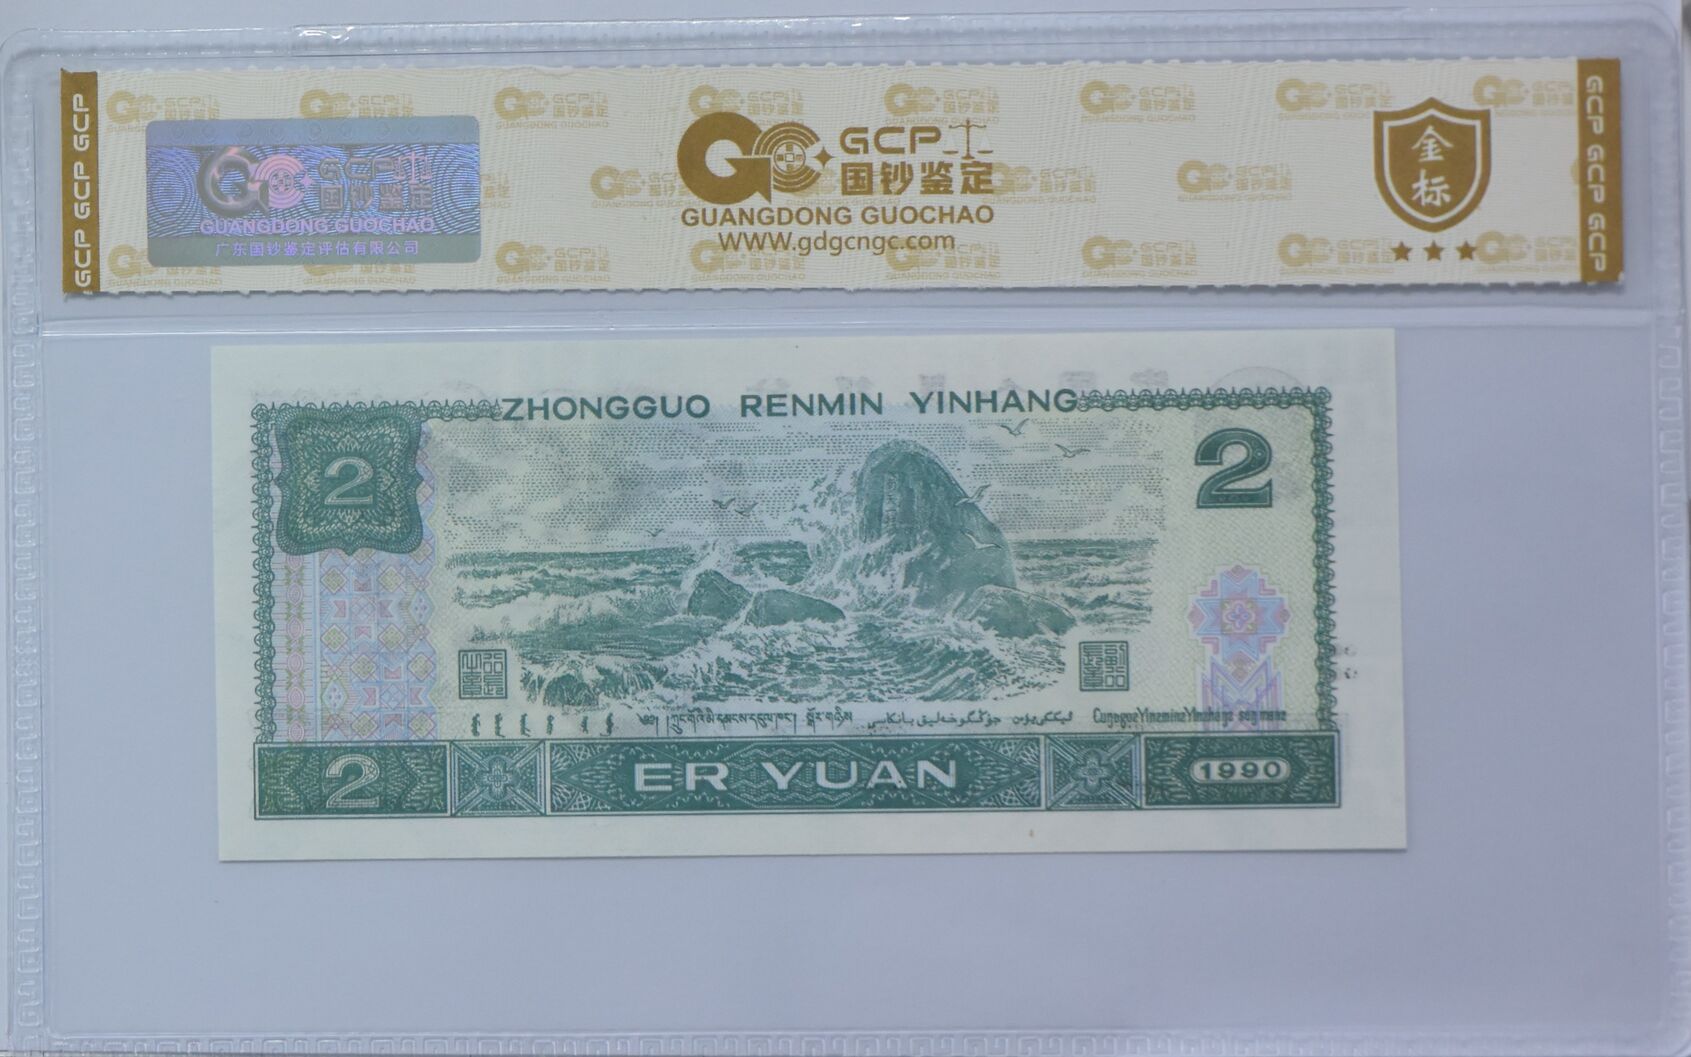 GCP GCP GCP
GCP
国钞鉴定
GUANGDONG GUOCHAO
广东国钞鉴定评估有限公司
GCP
国钞鉴定
GUANGDONG GUOCHAO
WWW.gdgcngc.com
金标
GCP GCP GCP
ZHONGGUO RENMIN YINHANG
2
2
2
ER YUAN
1990